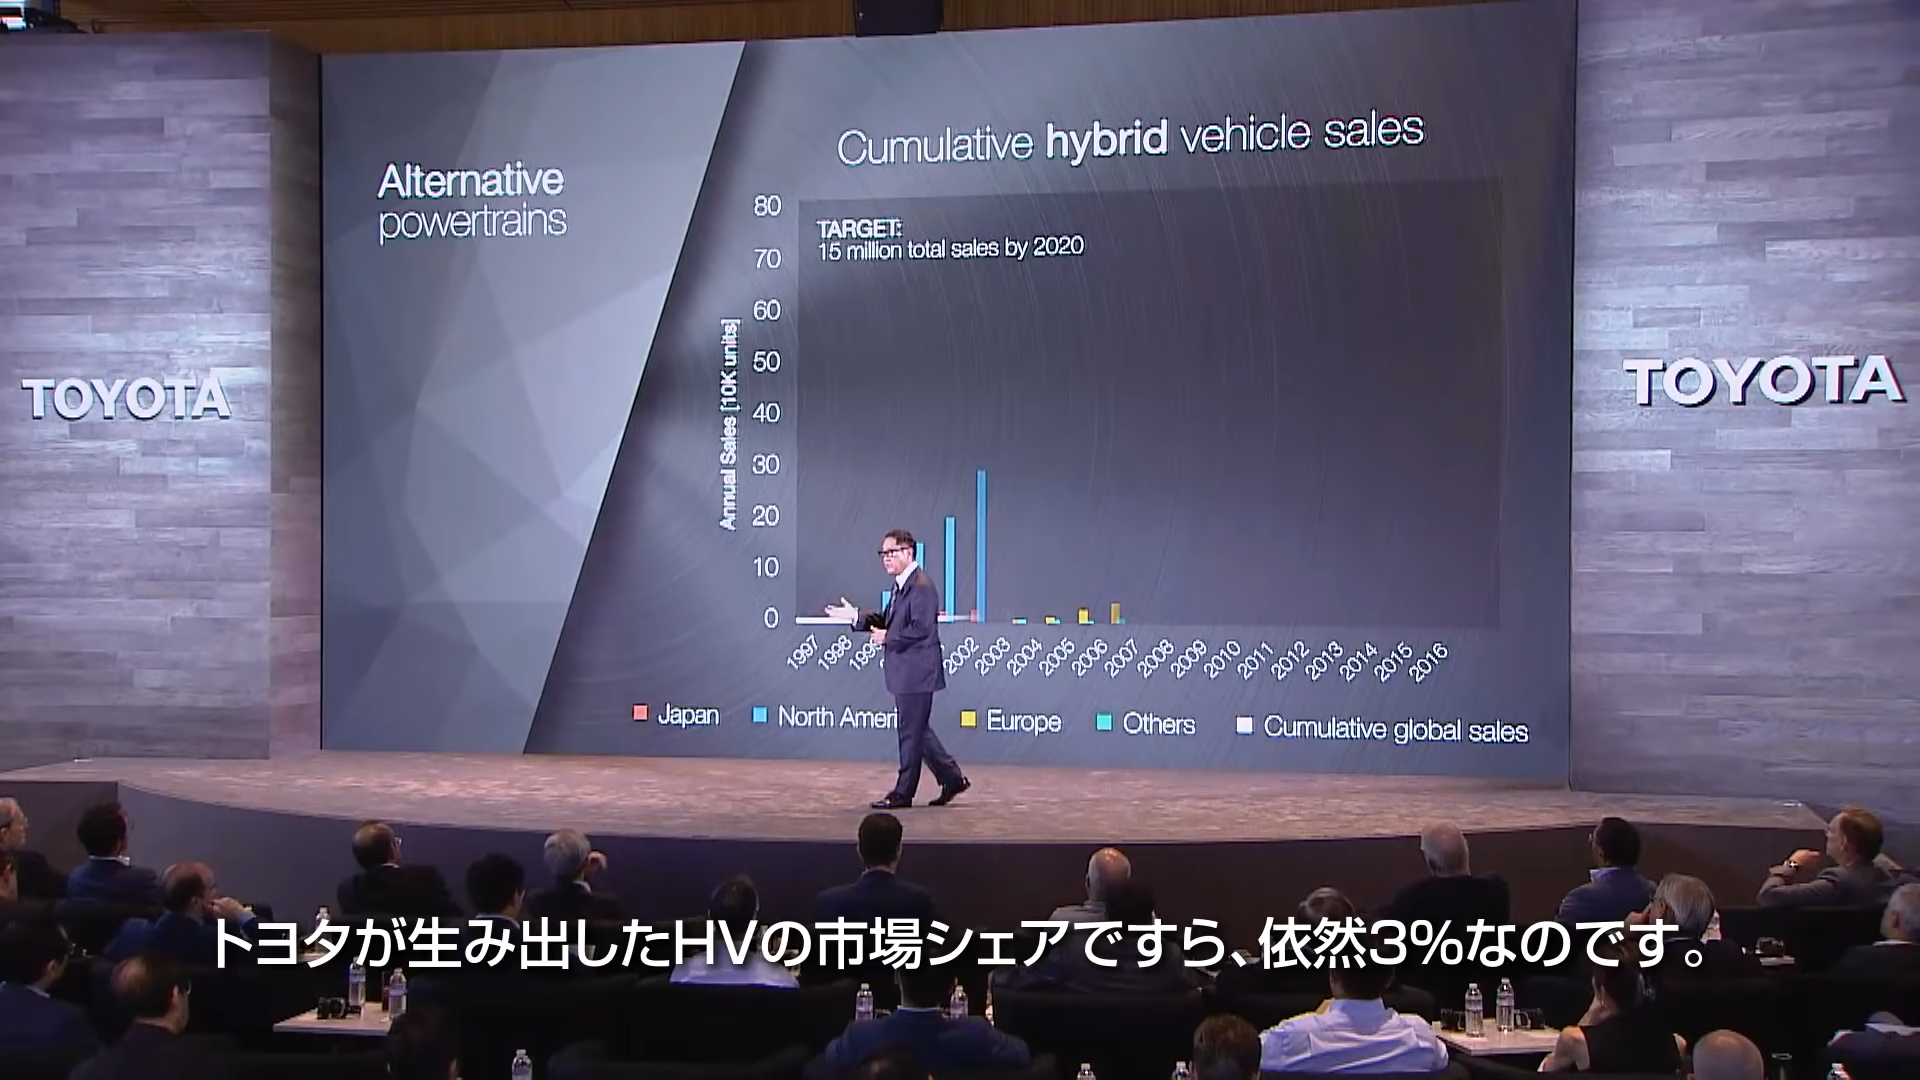 Alternative
powertrains
Cumulative hybrid vehicle sales
TARGET:
15 million total sales by 2020
Annual Sales [10K units]
80
70
60
50
40
30
20
10
0
1997 1998 2002 2003 2004 2005 2006 2007 2008 2009 2010 2011 2012 2013 2014 2015 2016
Japan North Ameri Europe Others Cumulative global sales
TOYOTA
TOYOTA
トヨタが生み出したHVの市場シェアですら、依然3%なのです。